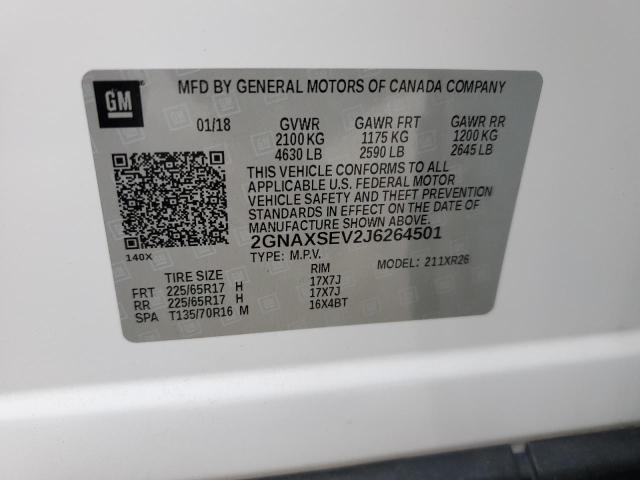 GM
MFD BY GENERAL MOTORS OF CANADA COMPANY
01/18 GVWR GAWR FRT GAWR RR
2100 KG 1175 KG 1200 KG
4630 LB 2590 LB 2645 LB
THIS VEHICLE CONFORMS TO ALL
APPLICABLE U.S. FEDERAL MOTOR
VEHICLE SAFETY AND THEFT PREVENTION
STANDARDS IN EFFECT ON THE DATE OF
MANUFACTURE SHOWN ABOVE.
2GNAXSEV2J6264501
140X TYPE: M.P.V. MODEL: 211XR26
TIRE SIZE RIM
FRT 225/65R17 H 17X7J
RR 225/65R17 H 17X7J
SPA T135/70R16 M 16X4BT